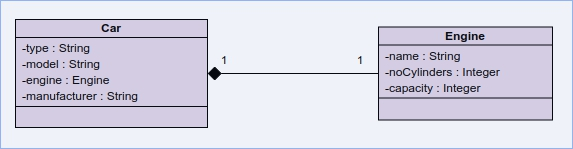 Car
-type : String
-model : String
-engine : Engine
-manufacturer : String
1
1
Engine
-name : String
-noCylinders : Integer
-capacity : Integer